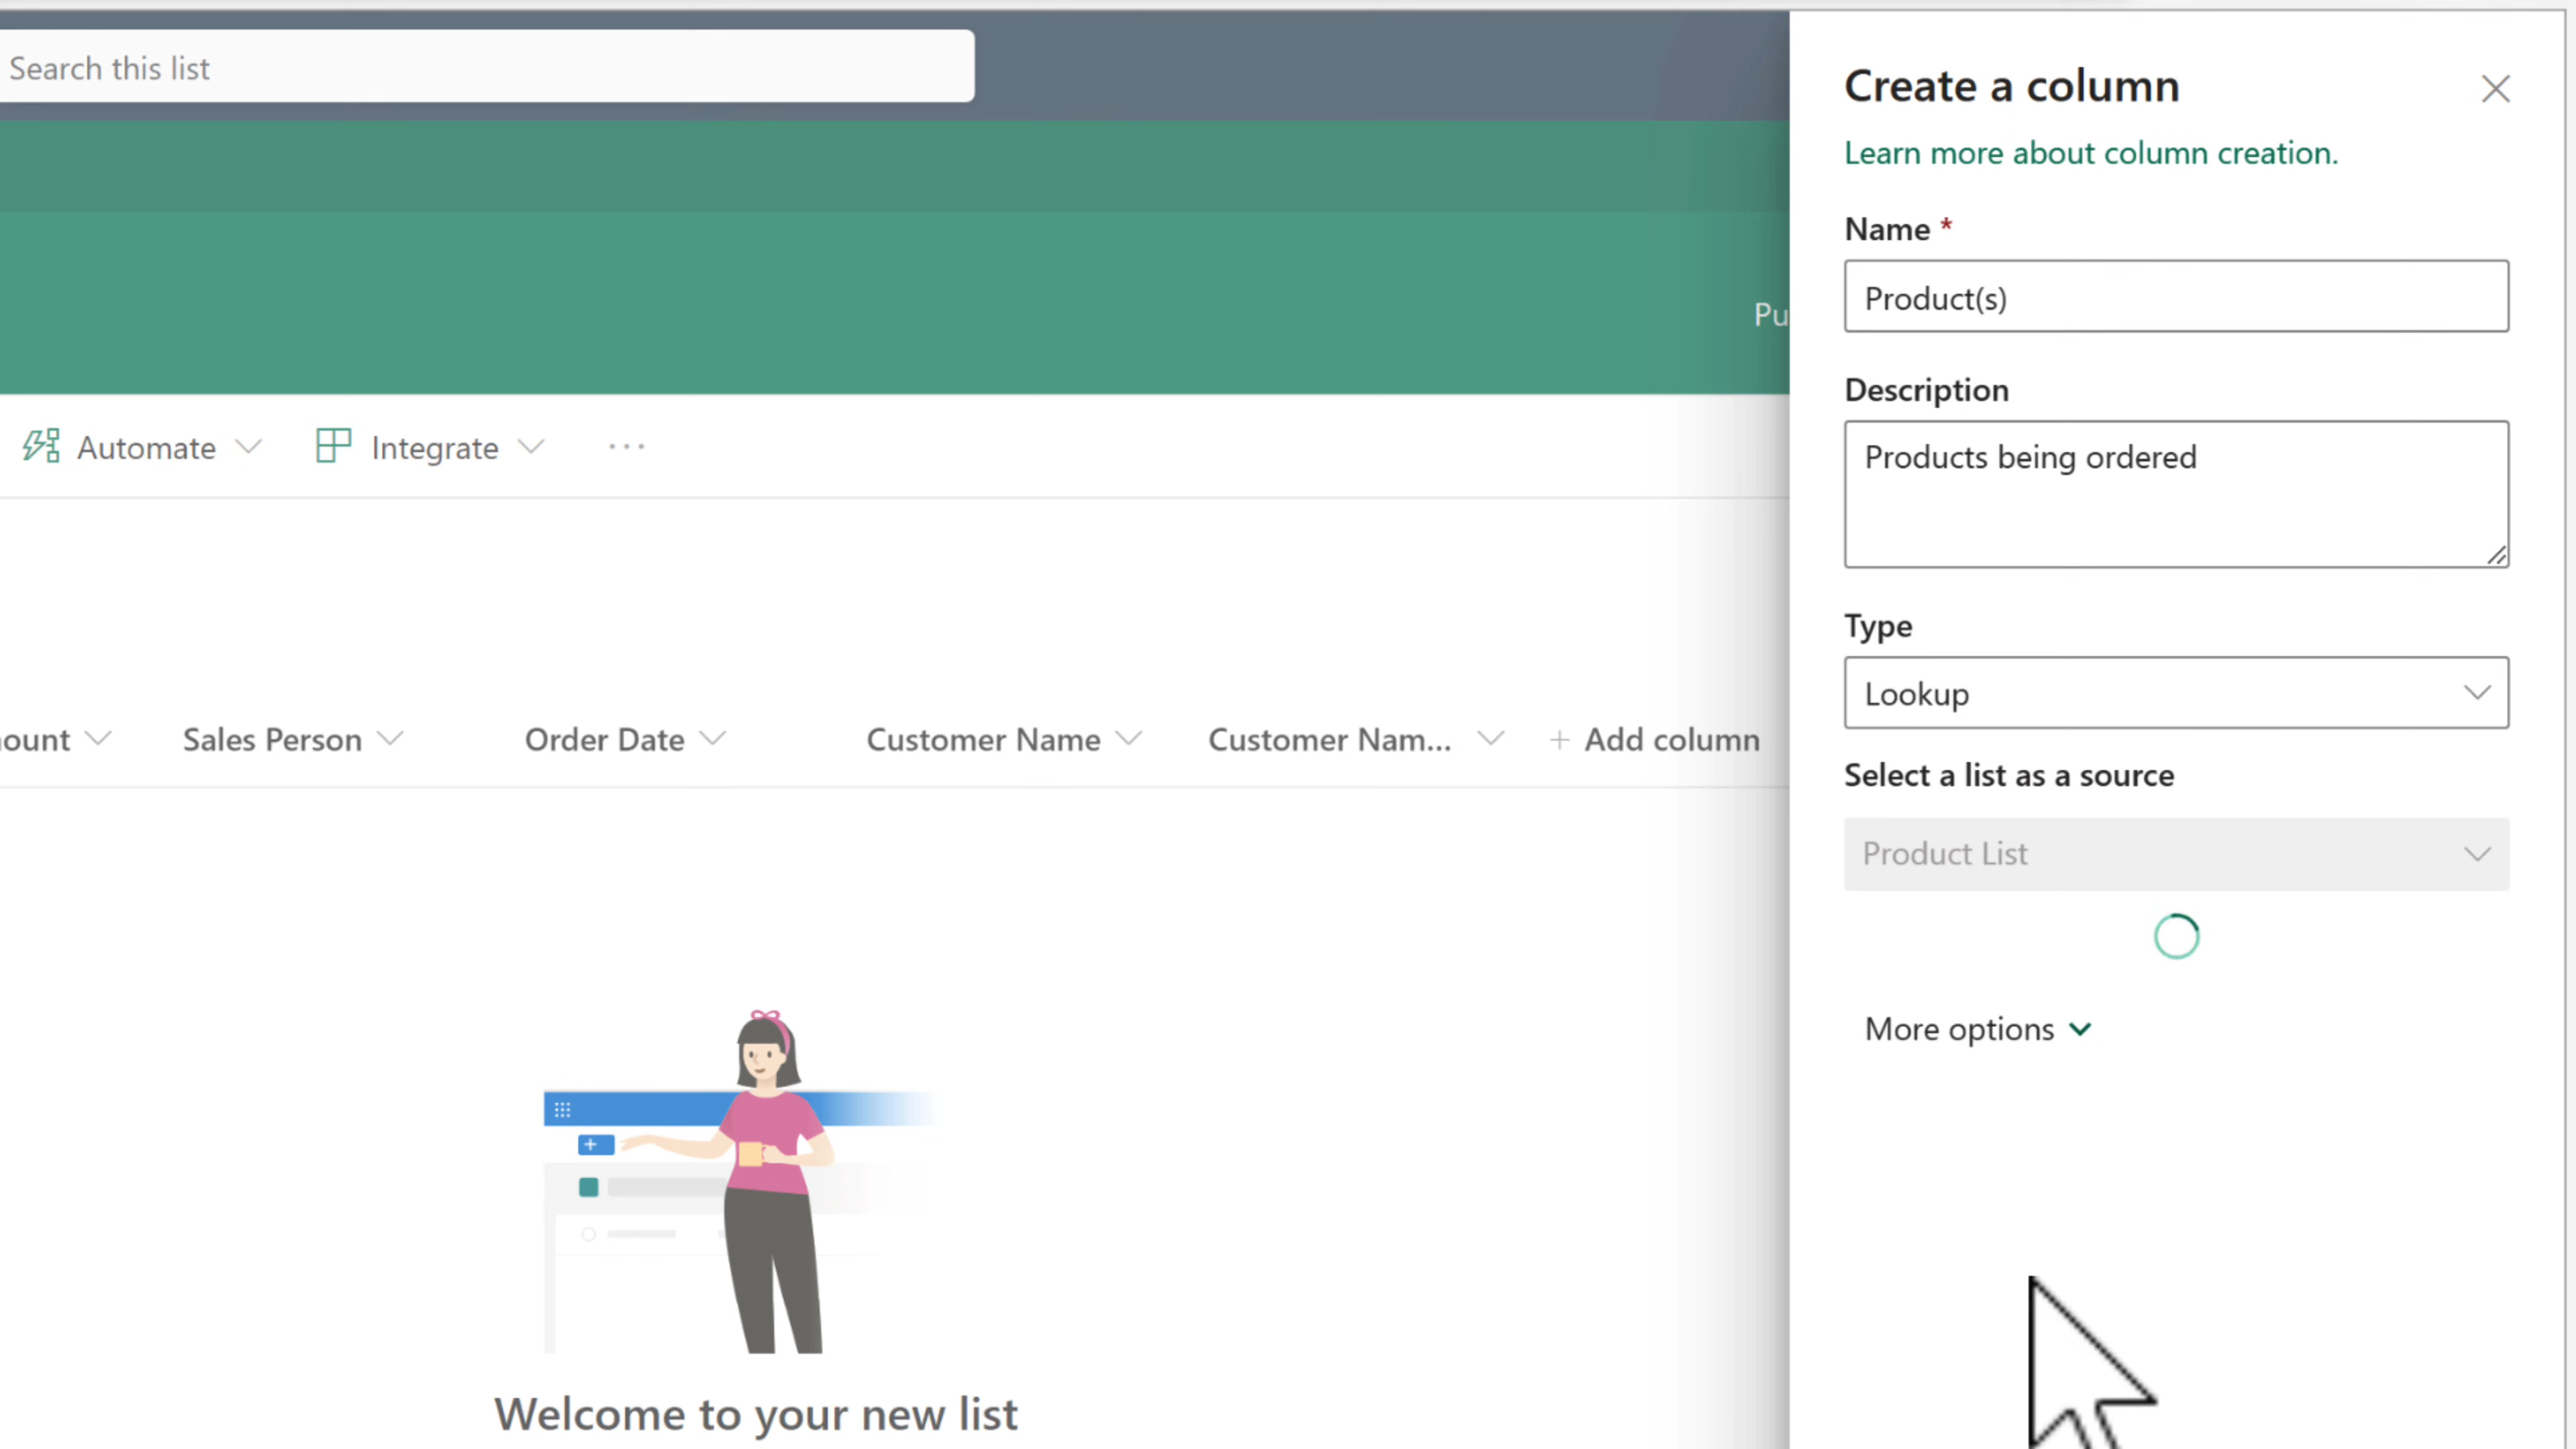 Search this list
Pu
Automate
Integrate
...
ount
Sales Person
Order Date
Customer Name
Customer Nam...
+ Add column
Welcome to your new list
Create a column
Learn more about column creation.
Name *
Product(s)
Description
Products being ordered
Type
Lookup
Select a list as a source
Product List
More options